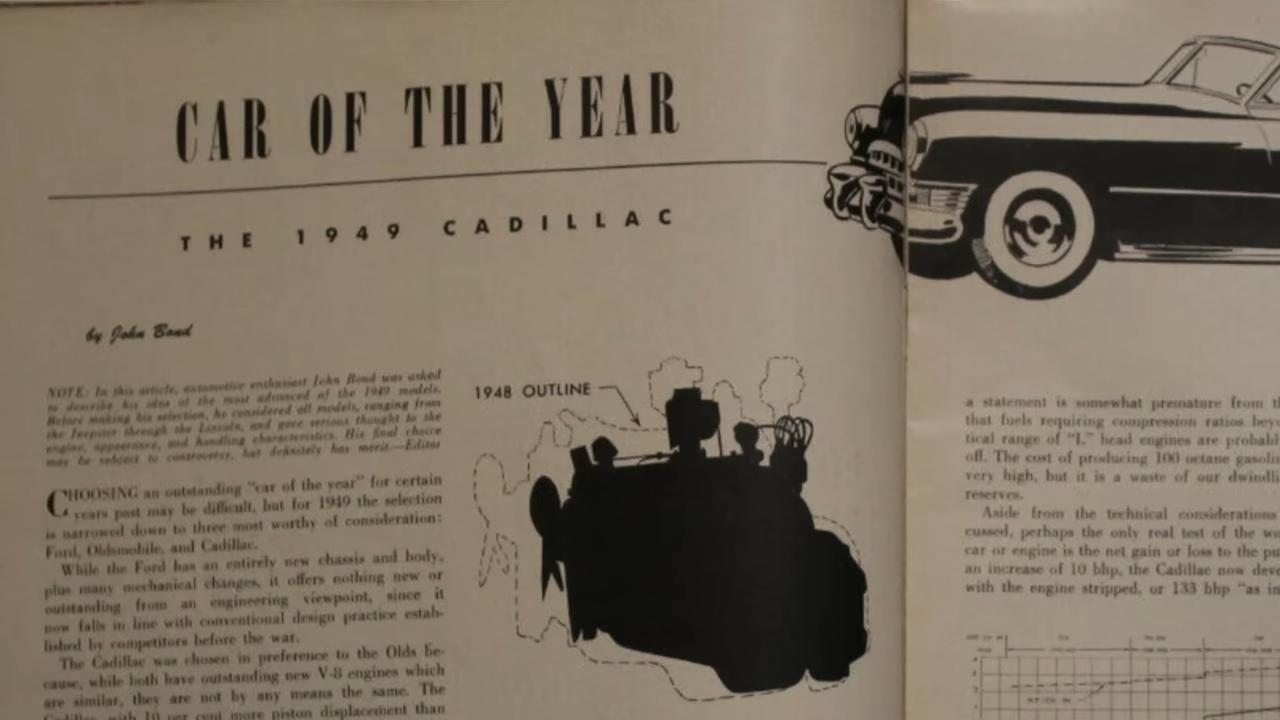 CAR OF THE YEAR
THE 1949 CADILLAC
by John Bond
NOTE: In this article, automotive enthusiast John Bond was asked
to describe his idea of the most advanced of the 1949 models.
Before making his selection, he considered all models, ranging from
the Jeepster through the Lincoln, and gave serious thought to the
engine, appearance, and handling characteristics. His final choice
may be subject to controversy, but definitely has merit.—Editor
CHOOSING an outstanding "car of the year" for certain
years past may be difficult, but for 1949 the selection
is narrowed down to three most worthy of consideration:
Ford, Oldsmobile, and Cadillac.
While the Ford has an entirely new chassis and body,
plus many mechanical changes, it offers nothing new or
outstanding from an engineering viewpoint, since it
now falls in line with conventional design practice estab-
lished by competitors before the war.
The Cadillac was chosen in preference to the Olds be-
cause, while both have outstanding new V-8 engines which
are similar, they are not by any means the same. The
Cadillac, with 10 per cent more piston displacement than
1948 OUTLINE
a statement is somewhat premature from
that fuels requiring compression ratios
tical range of "L" head engines are
off. The cost of producing 100 octane
very high, but it is a waste of our
reserves.
Aside from the technical considerations
cussed, perhaps the only real test of the
car or engine is the net gain or loss to the
an increase of 10 bhp, the Cadillac now
with the engine stripped, or 133 bhp "as